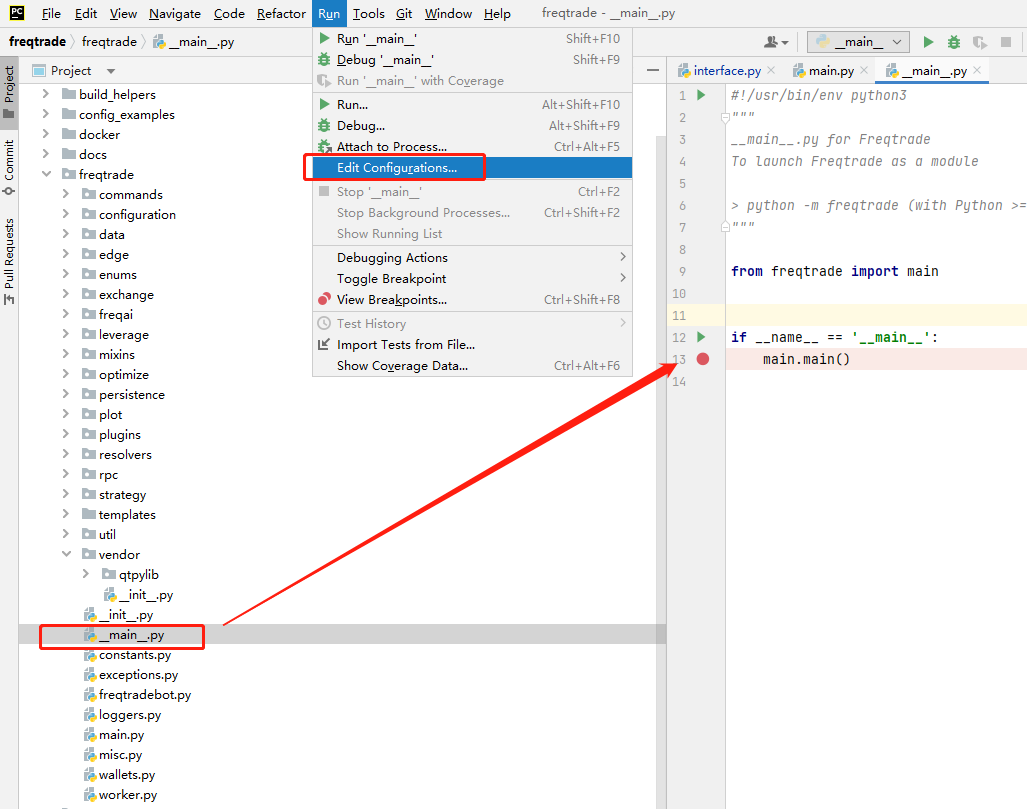 PC File Edit View Navigate Code Refactor Run Tools Git Window Help freqtrade - __main__.py
freqtrade freqtrade __main__.py
__main__
Project
Commit
Pull Requests
Project
build_helpers
config_examples
docker
docs
freqtrade
commands
configuration
data
edge
enums
exchange
freqai
leverage
mixins
optimize
persistence
plot
plugins
resolvers
rpc
strategy
templates
util
vendor
qtpylib
__init__.py
__init__.py
__main__.py
constants.py
exceptions.py
freqtradebot.py
loggers.py
main.py
misc.py
wallets.py
worker.py
Run '__main__' Shift+F10
Debug '__main__' Shift+F9
Run '__main__' with Coverage
Run... Alt+Shift+F10
Debug... Alt+Shift+F9
Attach to Process... Ctrl+Alt+F5
Edit Configurations...
Stop '__main__' Ctrl+F2
Stop Background Processes... Ctrl+Shift+F2
Show Running List
Debugging Actions
Toggle Breakpoint
View Breakpoints... Ctrl+Shift+F8
Test History
Import Tests from File...
Show Coverage Data... Ctrl+Alt+F6
interface.py main.py __main__.py
1 #!/usr/bin/env python3
2 """
3 __main__.py for Freqtrade
4 To launch Freqtrade as a module
5
6 > python -m freqtrade (with Python >=
7 """
8
9 from freqtrade import main
10
11
12 if __name__ == '__main__':
13 main.main()
14